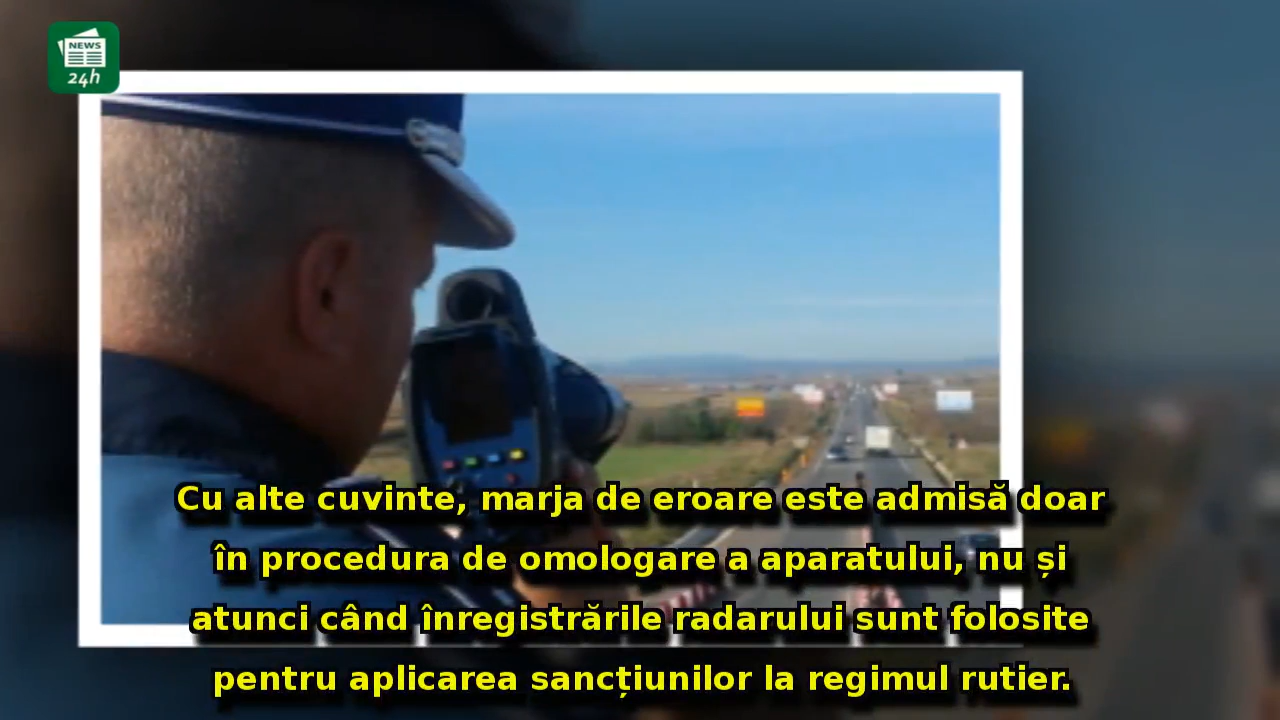 NEWS
24h
Cu alte cuvinte, marja de eroare este admisă doar
în procedura de omologare a aparatului, nu și
atunci când înregistrările radarului sunt folosite
pentru aplicarea sancțiunilor la regimul rutier.